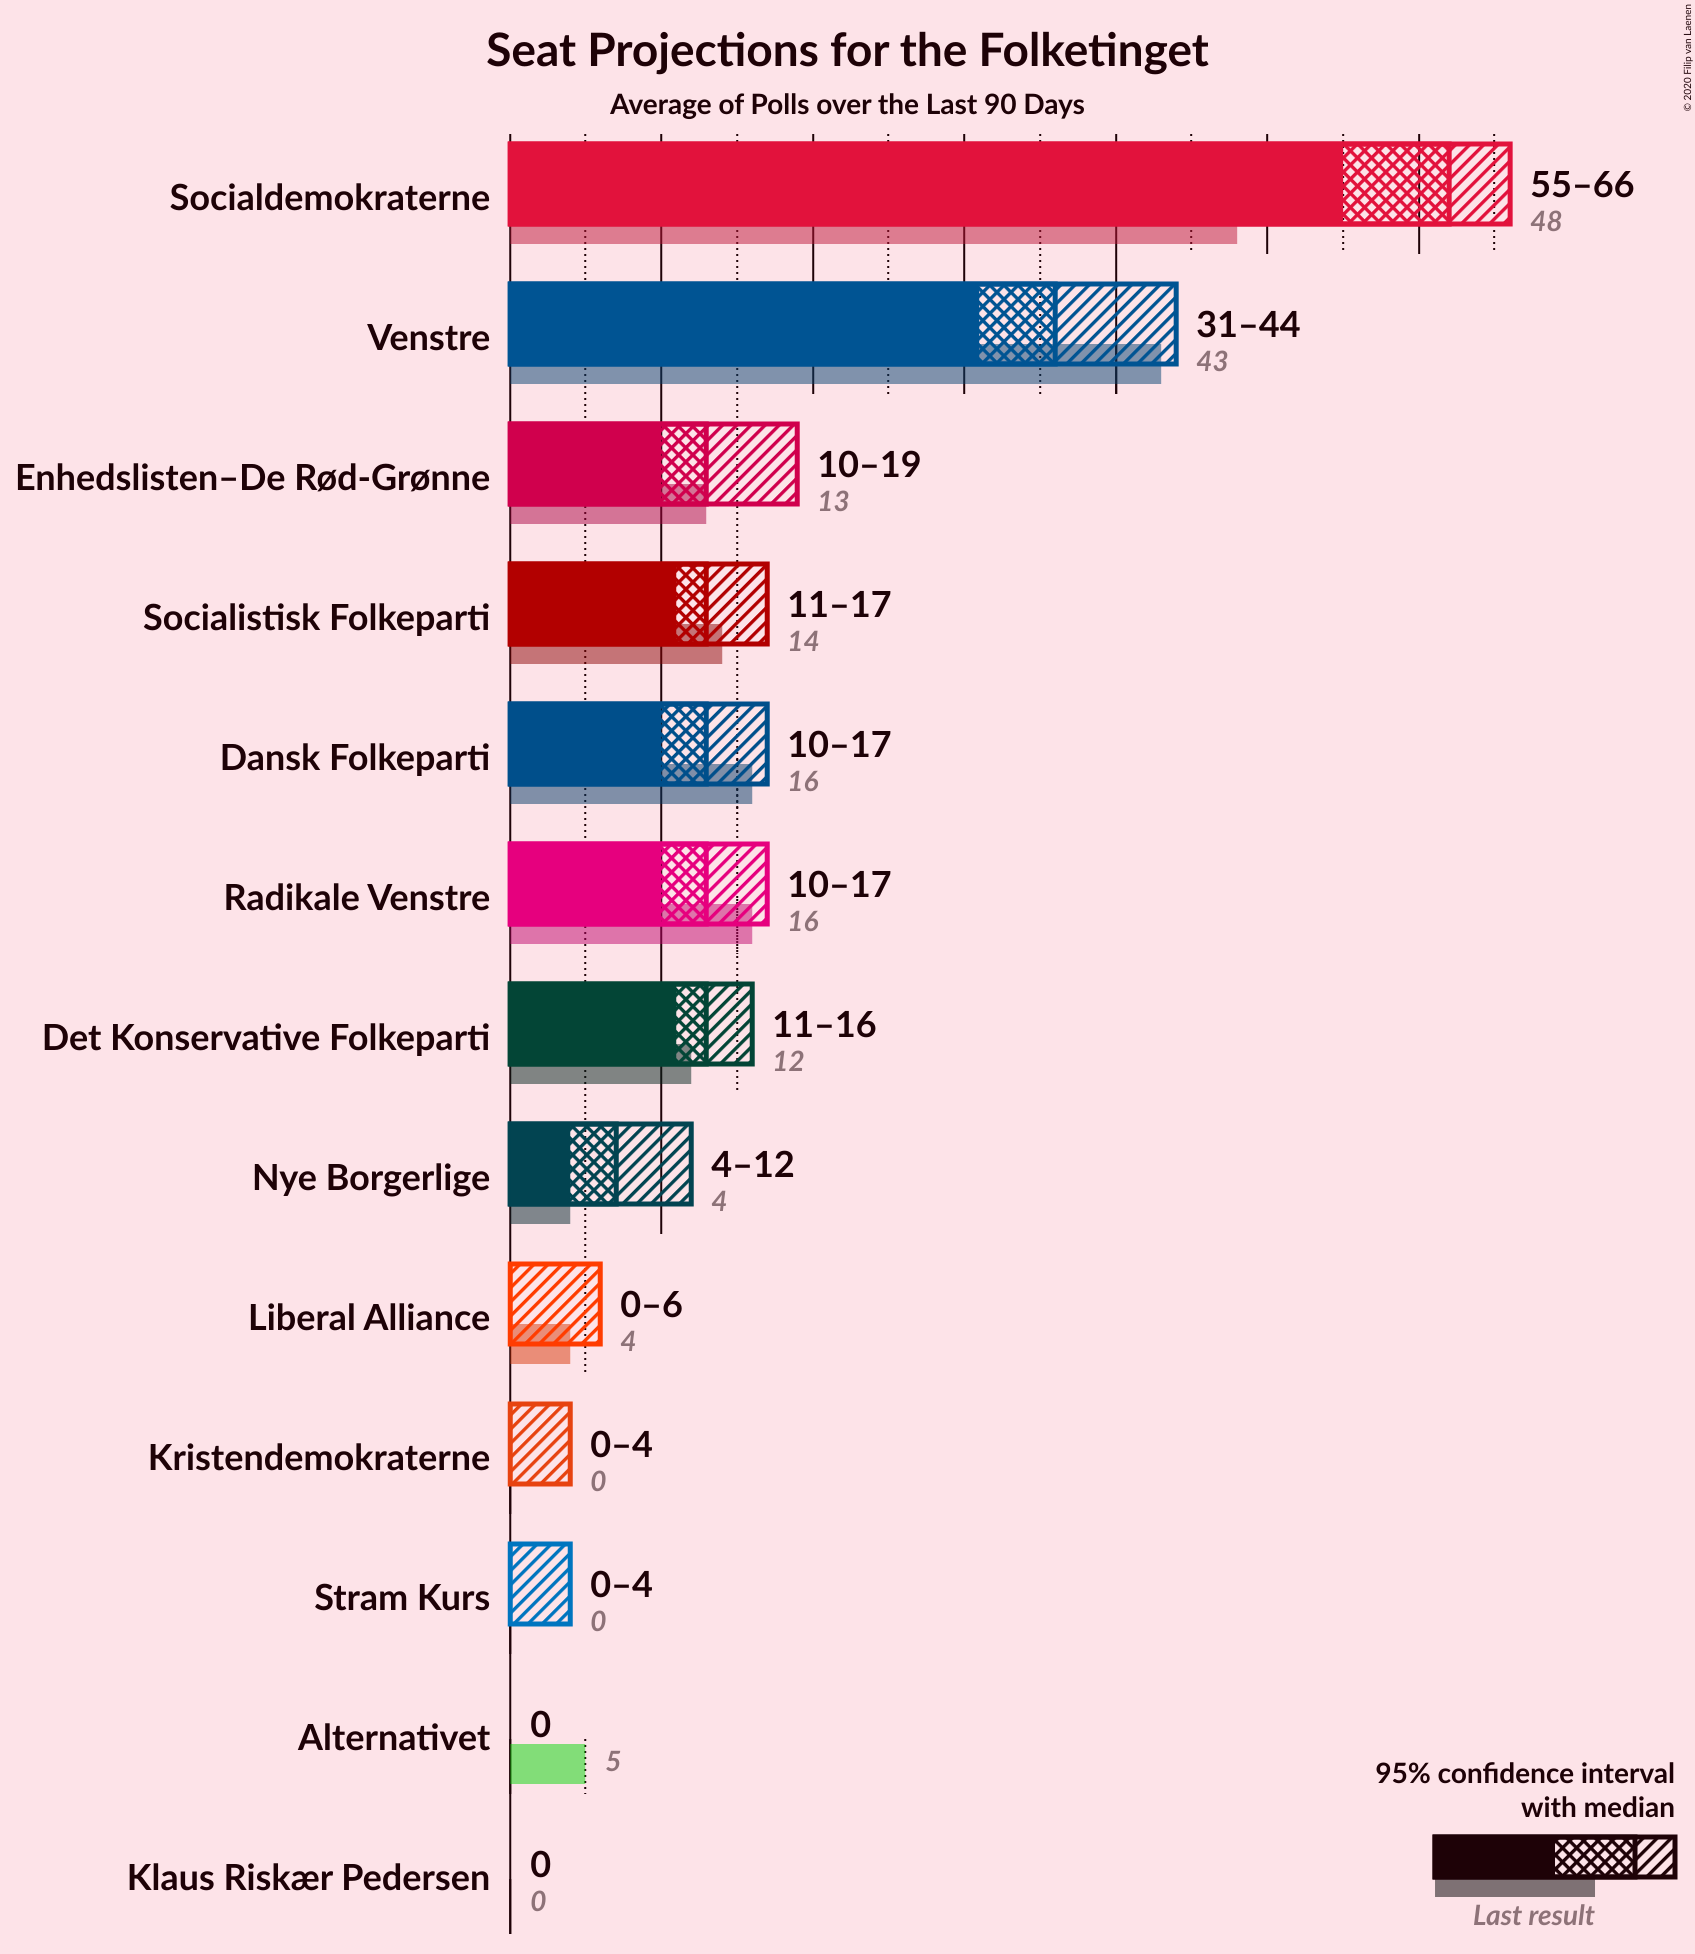 Seat Projections for the Folketinget
Average of Polls over the Last 90 Days
© 2020 Filip van Laenen
Socialdemokraterne
55–66
48
Venstre
31–44
43
Enhedslisten–De Rød-Grønne
10–19
13
Socialistisk Folkeparti
11–17
14
Dansk Folkeparti
10–17
16
Radikale Venstre
10–17
16
Det Konservative Folkeparti
11–16
12
Nye Borgerlige
4–12
4
Liberal Alliance
0–6
4
Kristendemokraterne
0–4
0
Stram Kurs
0–4
0
Alternativet
0
5
Klaus Riskær Pedersen
0
0
95% confidence interval
with median
Last result